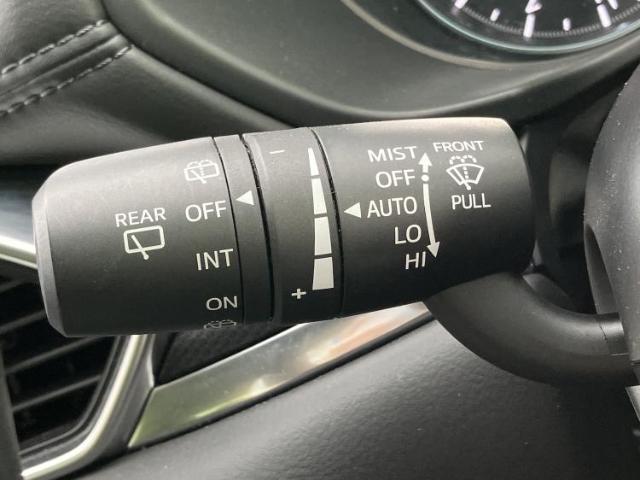 REAR
OFF
INT
ON
−
+
MIST
OFF
AUTO
LO
HI
FRONT
PULL